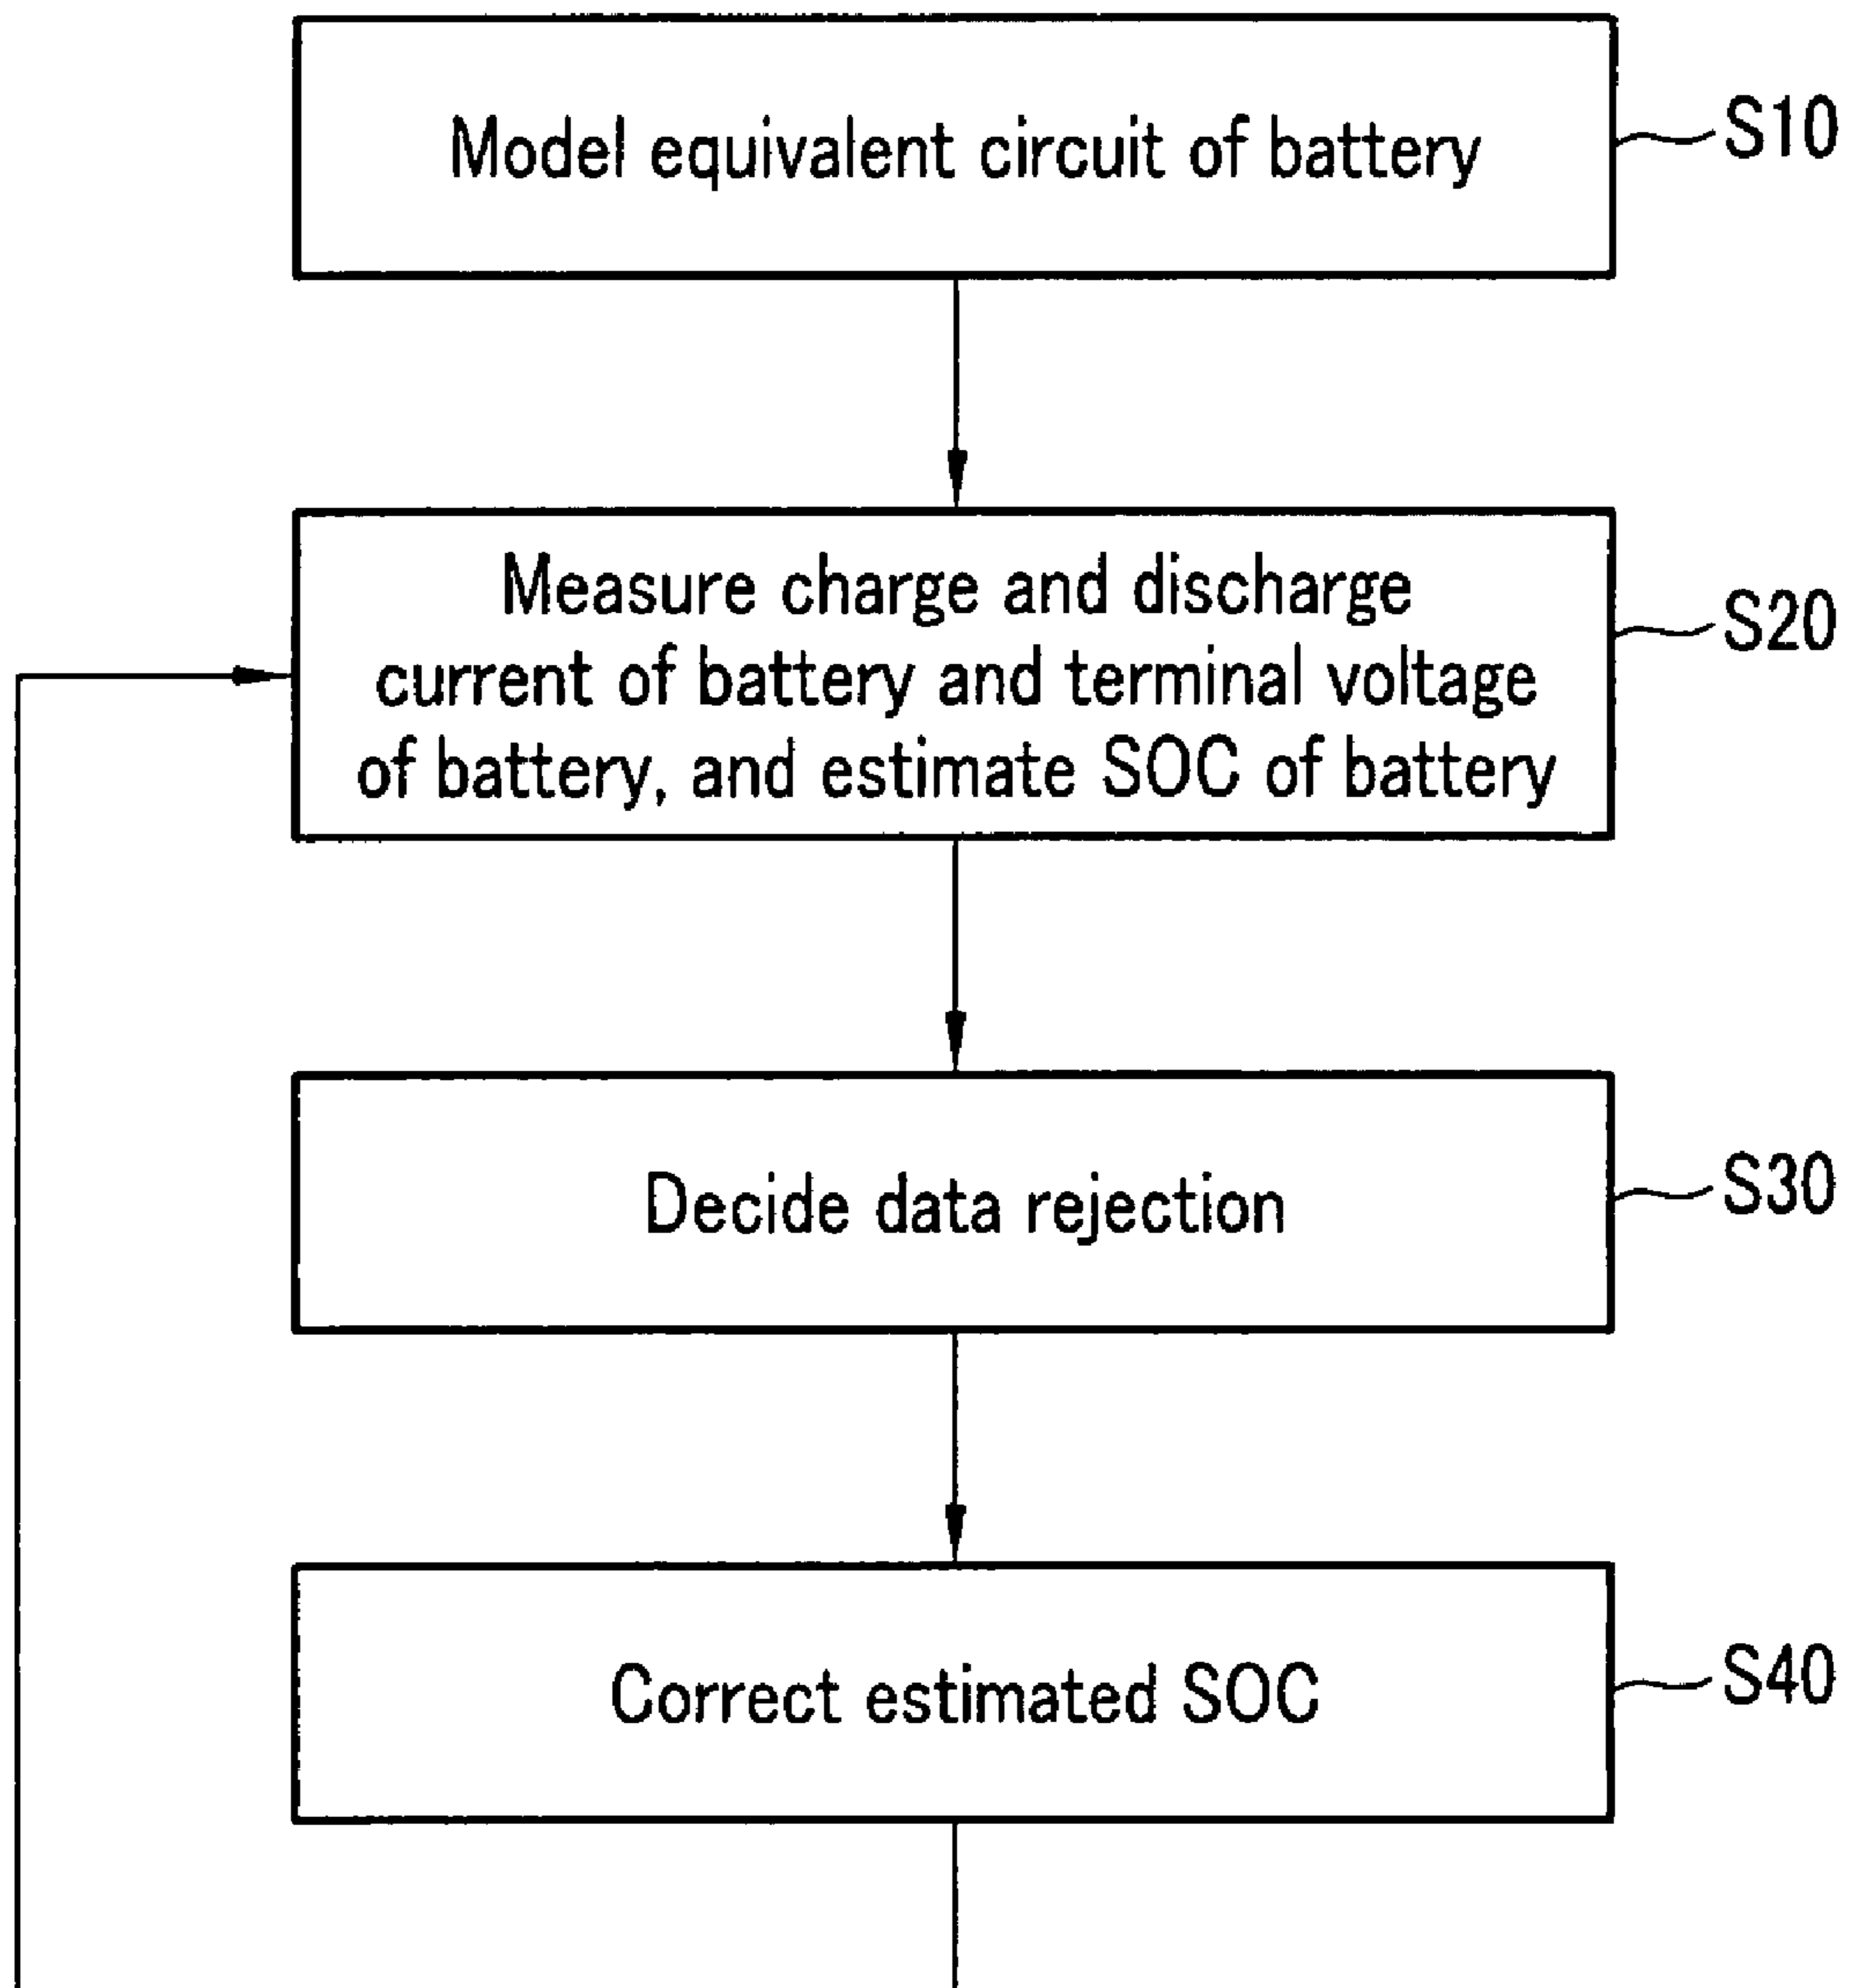 Model equivalent circuit of battery
S10
Measure charge and discharge
current of battery and terminal voltage
of battery, and estimate SOC of battery
S20
Decide data rejection
S30
Correct estimated SOC
S40